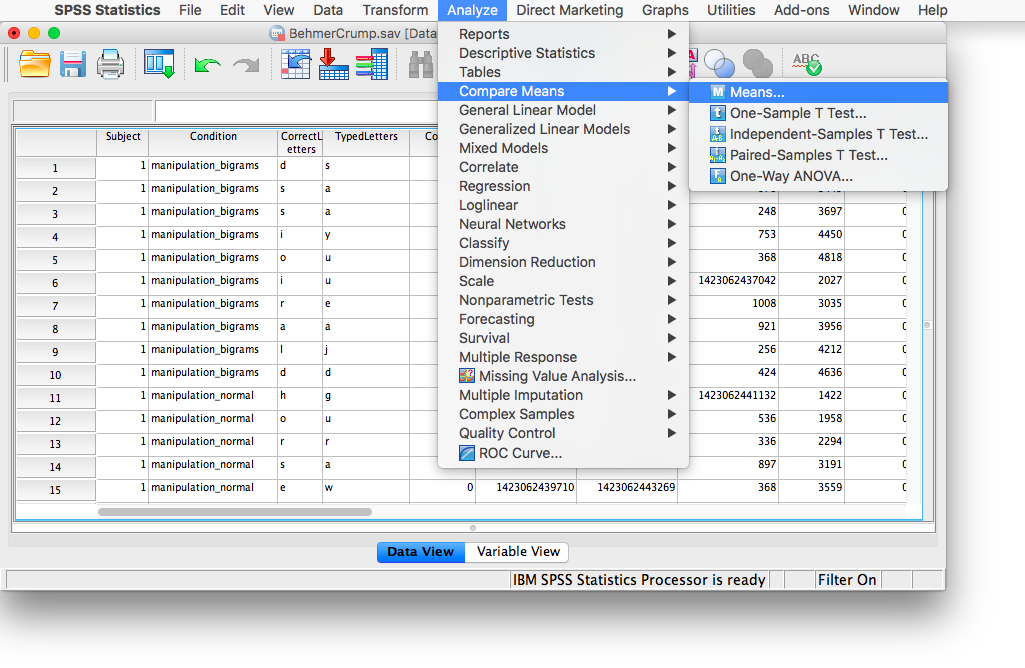 SPSS Statistics File Edit View Data Transform Analyze Direct Marketing Graphs Utilities Add-ons Window Help
BehmerCrump.sav [Data
Reports
Descriptive Statistics
Tables
Compare Means
General Linear Model
Generalized Linear Models
Mixed Models
Correlate
Regression
Loglinear
Neural Networks
Classify
Dimension Reduction
Scale
Nonparametric Tests
Forecasting
Survival
Multiple Response
Missing Value Analysis...
Multiple Imputation
Complex Samples
Quality Control
ROC Curve...
Means...
One-Sample T Test...
Independent-Samples T Test...
Paired-Samples T Test...
One-Way ANOVA...
ABC
Subject Condition CorrectL TypedLetters Co
etters
1 1 manipulation_bigrams d s
2 1 manipulation_bigrams s a
3 1 manipulation_bigrams s a 248 3697 0
4 1 manipulation_bigrams i y 753 4450 0
5 1 manipulation_bigrams o u 368 4818 0
6 1 manipulation_bigrams i u 1423062437042 2027 0
7 1 manipulation_bigrams r e 1008 3035 0
8 1 manipulation_bigrams a a 921 3956 0
9 1 manipulation_bigrams l j 256 4212 0
10 1 manipulation_bigrams d d 424 4636 0
11 1 manipulation_normal h g 1423062441132 1422 0
12 1 manipulation_normal o u 536 1958 0
13 1 manipulation_normal r r 336 2294 0
14 1 manipulation_normal s a 897 3191 0
15 1 manipulation_normal e w 0 1423062439710 1423062443269 368 3559 0
Data View Variable View
IBM SPSS Statistics Processor is ready Filter On